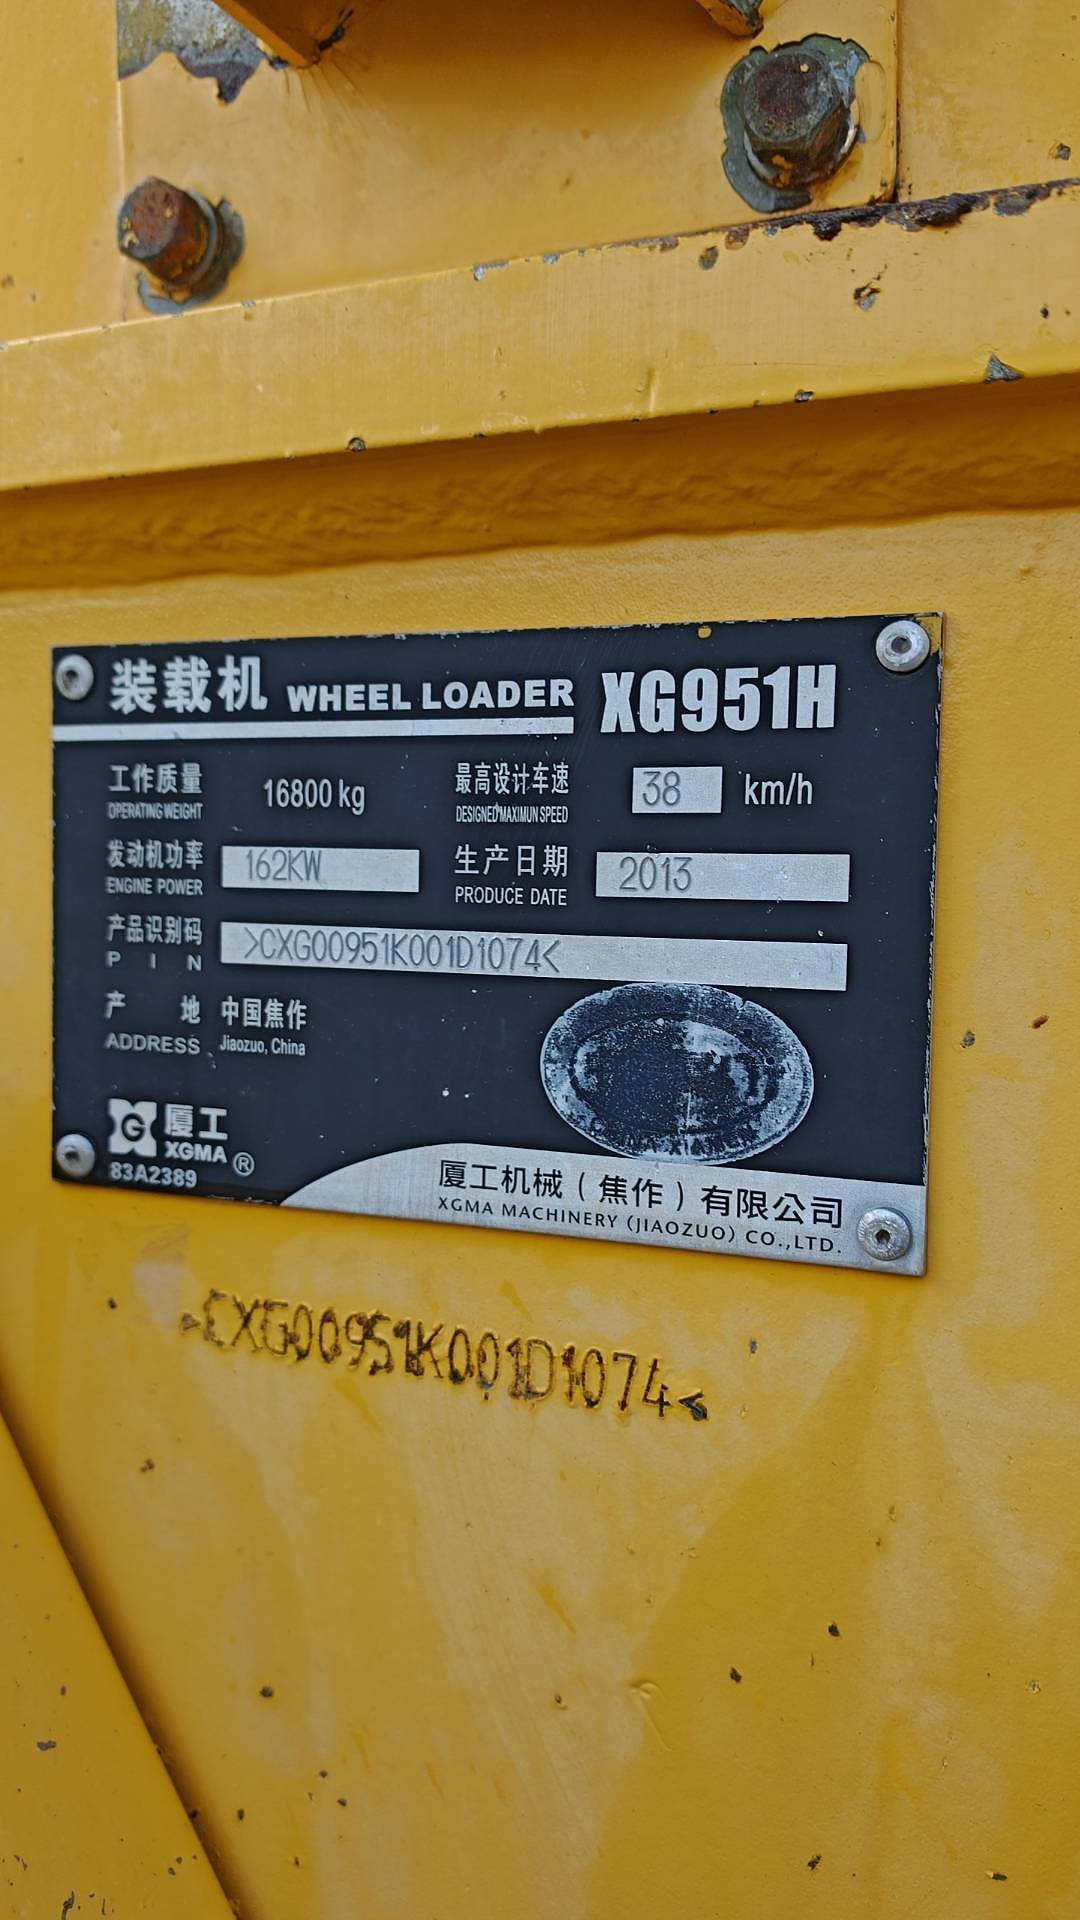 装载机 WHEEL LOADER XG951H
工作质量 16800 kg 最高设计车速 38 km/h
OPERATING WEIGHT DESIGNED MAXIMUN SPEED
发动机功率 162KW 生产日期 2013
ENGINE POWER PRODUCE DATE
产品识别码 >CXG00951K001D1074<
P I N
产 地 中国焦作
ADDRESS Jiaozuo, China
G 厦工
XGMA ®
83A2389
厦工机械(焦作)有限公司
XGMA MACHINERY (JIAOZUO) CO.,LTD.
>CXG00951K001D1074<